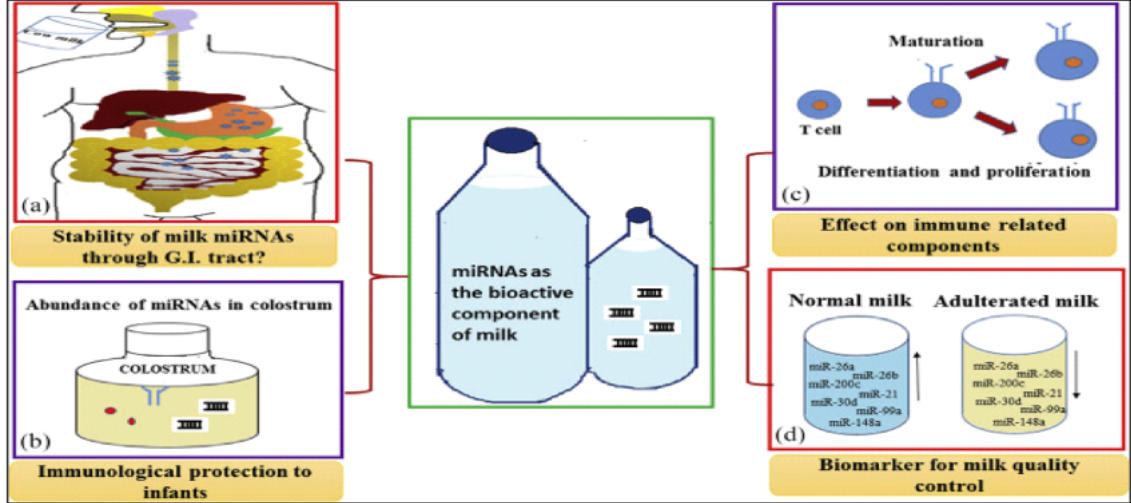 Cow milk
(a)
Stability of milk miRNAs
through G.I. tract?
Abundance of miRNAs in colostrum
COLOSTRUM
(b)
Immunological protection to
infants
miRNAs as
the bioactive
component
of milk
Maturation
T cell
Differentiation and proliferation
(c)
Effect on immune related
components
Normal milk
miR-26a
miR-26b
miR-200c
miR-21
miR-30d
miR-99a
miR-148a
Adulterated milk
miR-26a
miR-26b
miR-200c
miR-21
miR-30d
miR-99a
miR-148a
(d)
Biomarker for milk quality
control